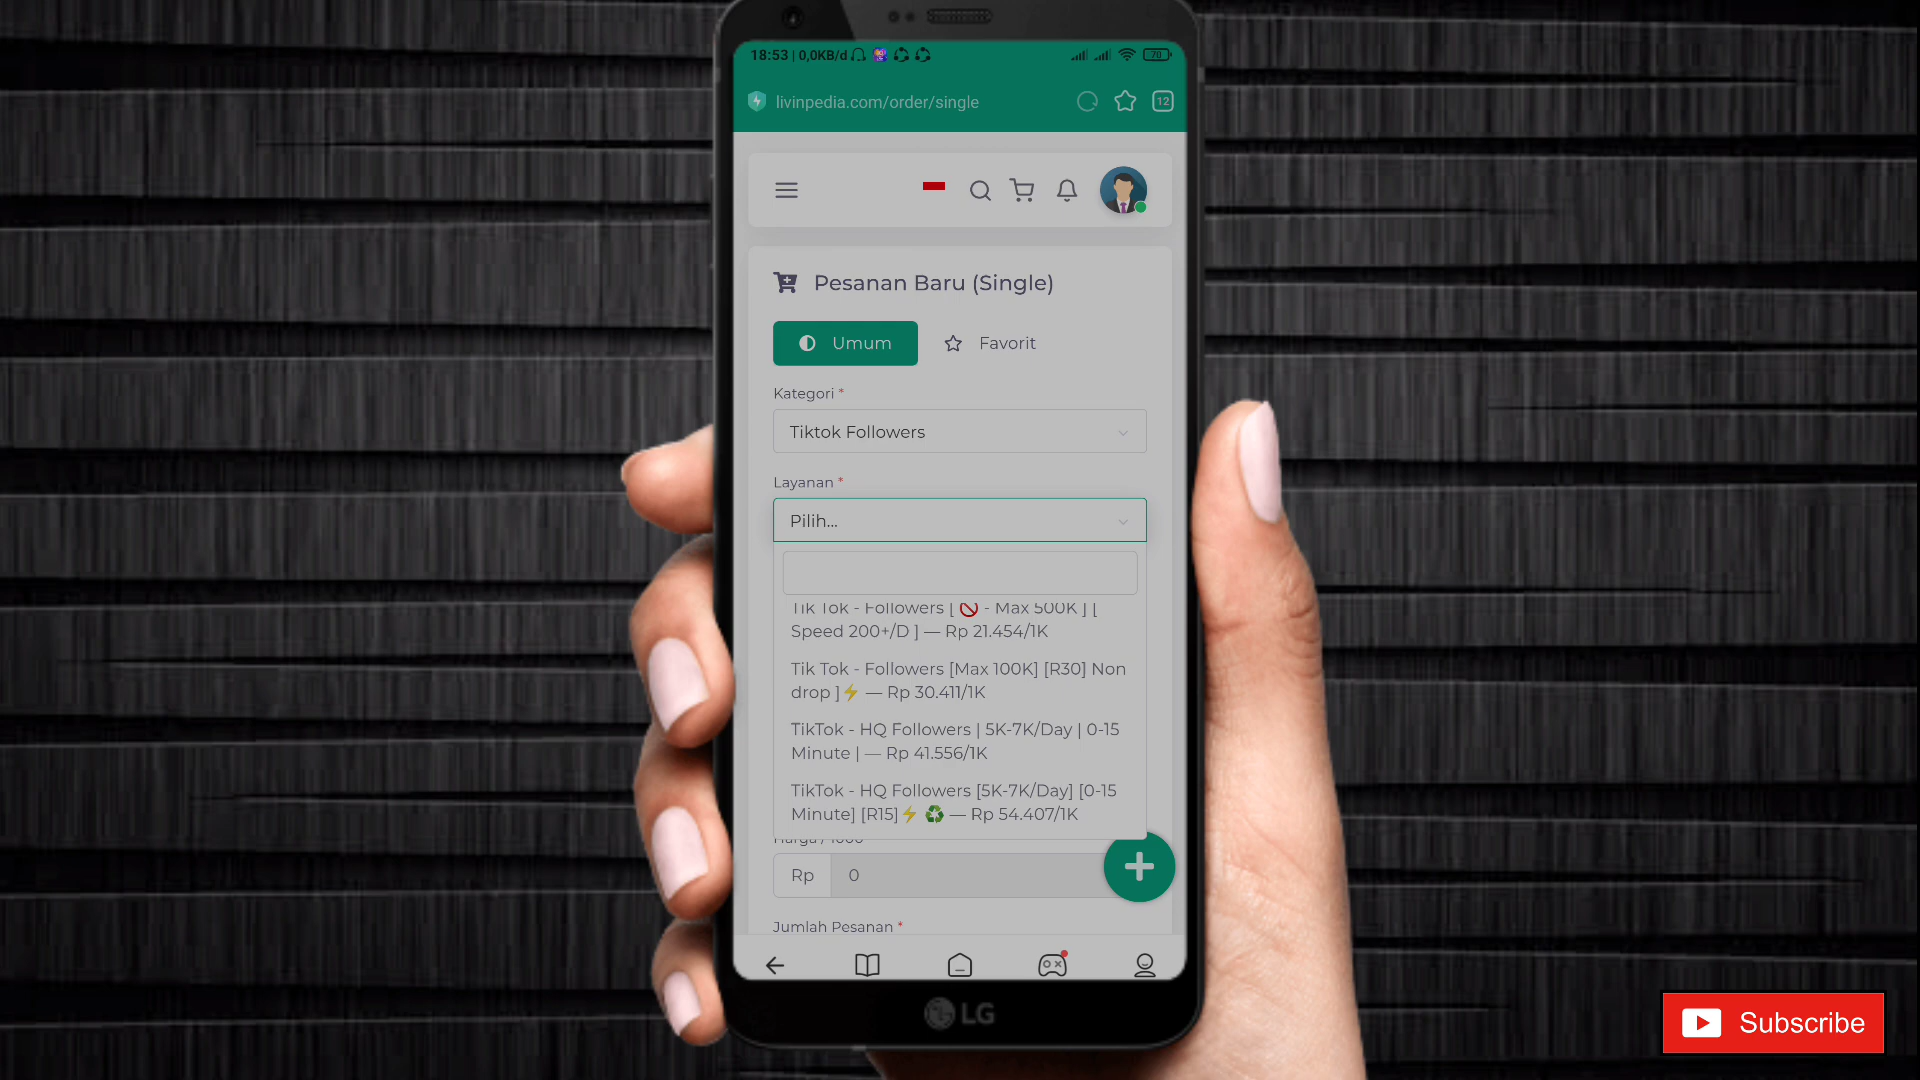 18:53 | 0,0KB/d
70
livinpedia.com/order/single
12
Pesanan Baru (Single)
Umum
Favorit
Kategori *
Tiktok Followers
Layanan *
Pilih...
Tik Tok - Followers [ 🚫 - Max 500K ] [
Speed 200+/D ] — Rp 21.454/1K
Tik Tok - Followers [Max 100K] [R30] Non
drop ]⚡ — Rp 30.411/1K
TikTok - HQ Followers | 5K-7K/Day | 0-15
Minute | — Rp 41.556/1K
TikTok - HQ Followers [5K-7K/Day] [0-15
Minute] [R15]⚡ ♻️ — Rp 54.407/1K
Harga / 1000
Rp
0
Jumlah Pesanan *
LG
Subscribe